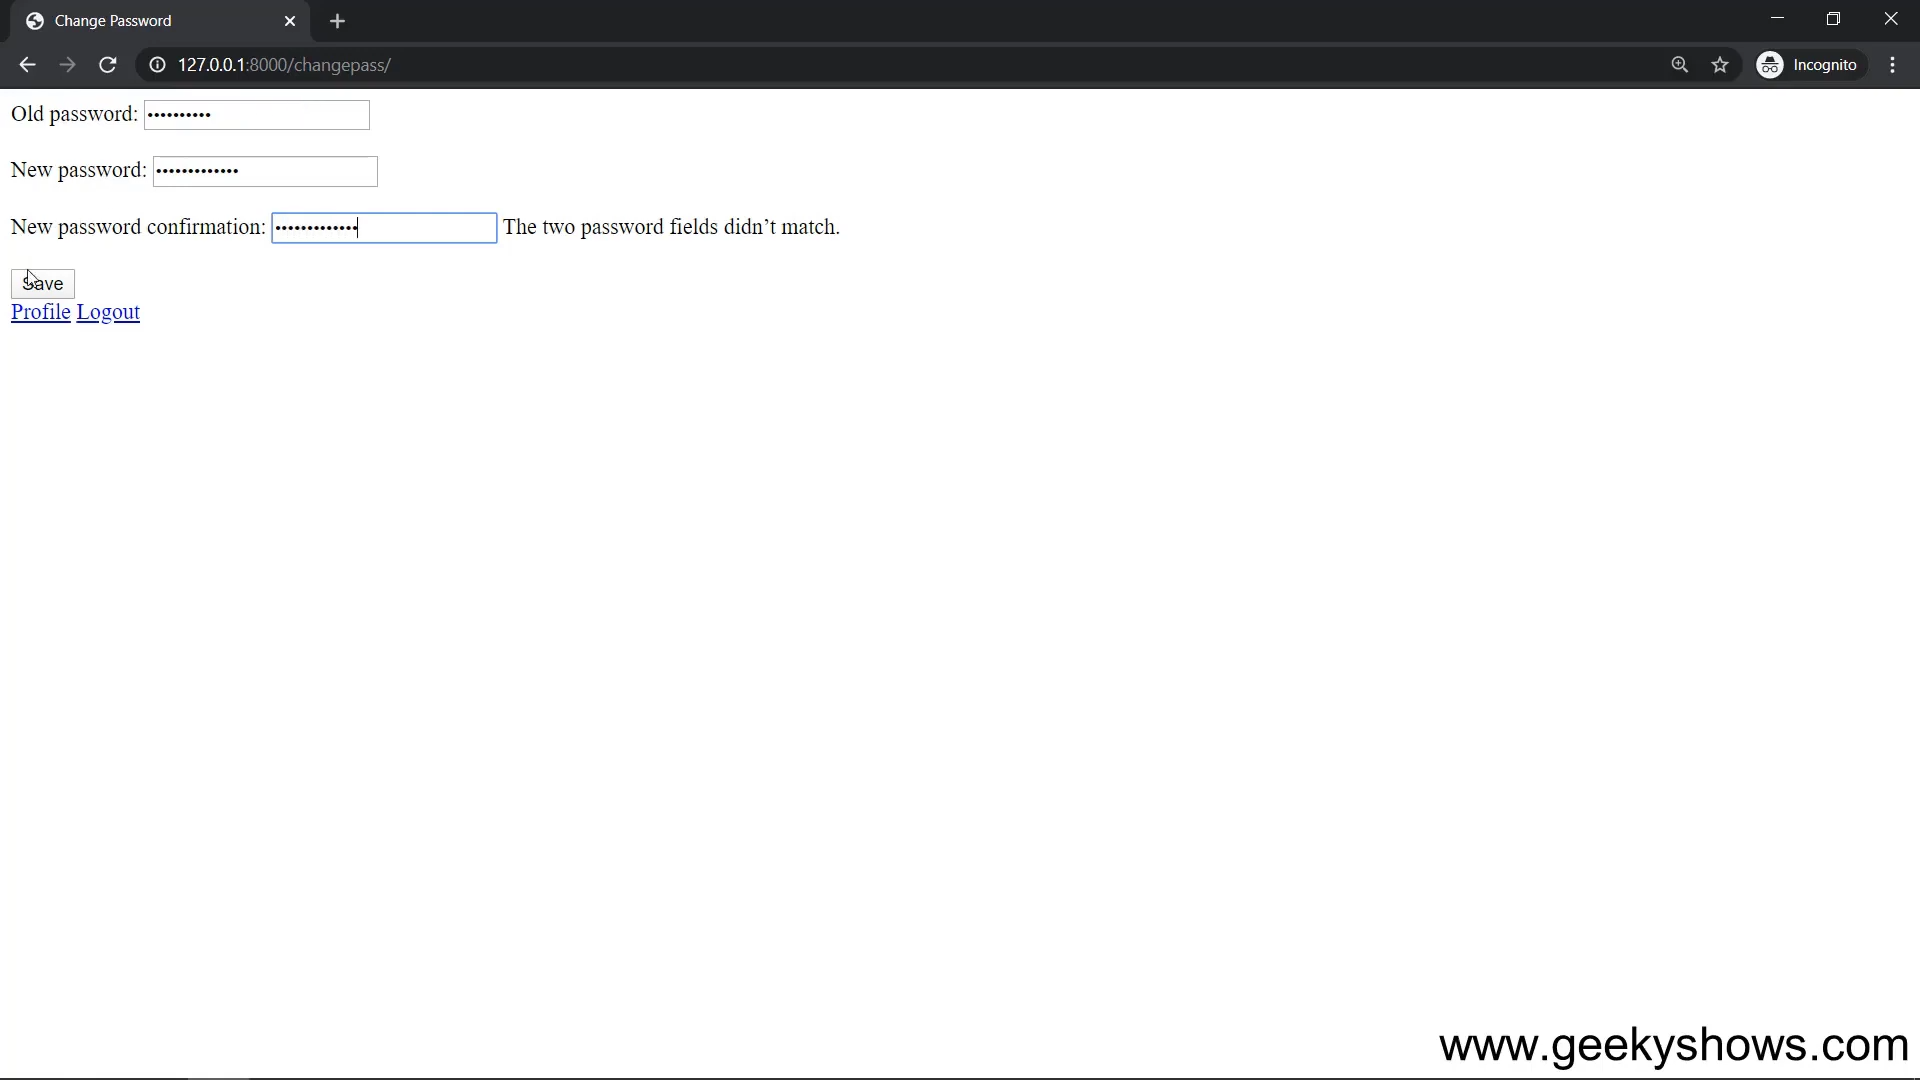 Change Password
127.0.0.1:8000/changepass/
Incognito
Old password: ••••••••••
New password: •••••••••••••
New password confirmation: ••••••••••••• The two password fields didn’t match.
Save
Profile Logout
www.geekyshows.com